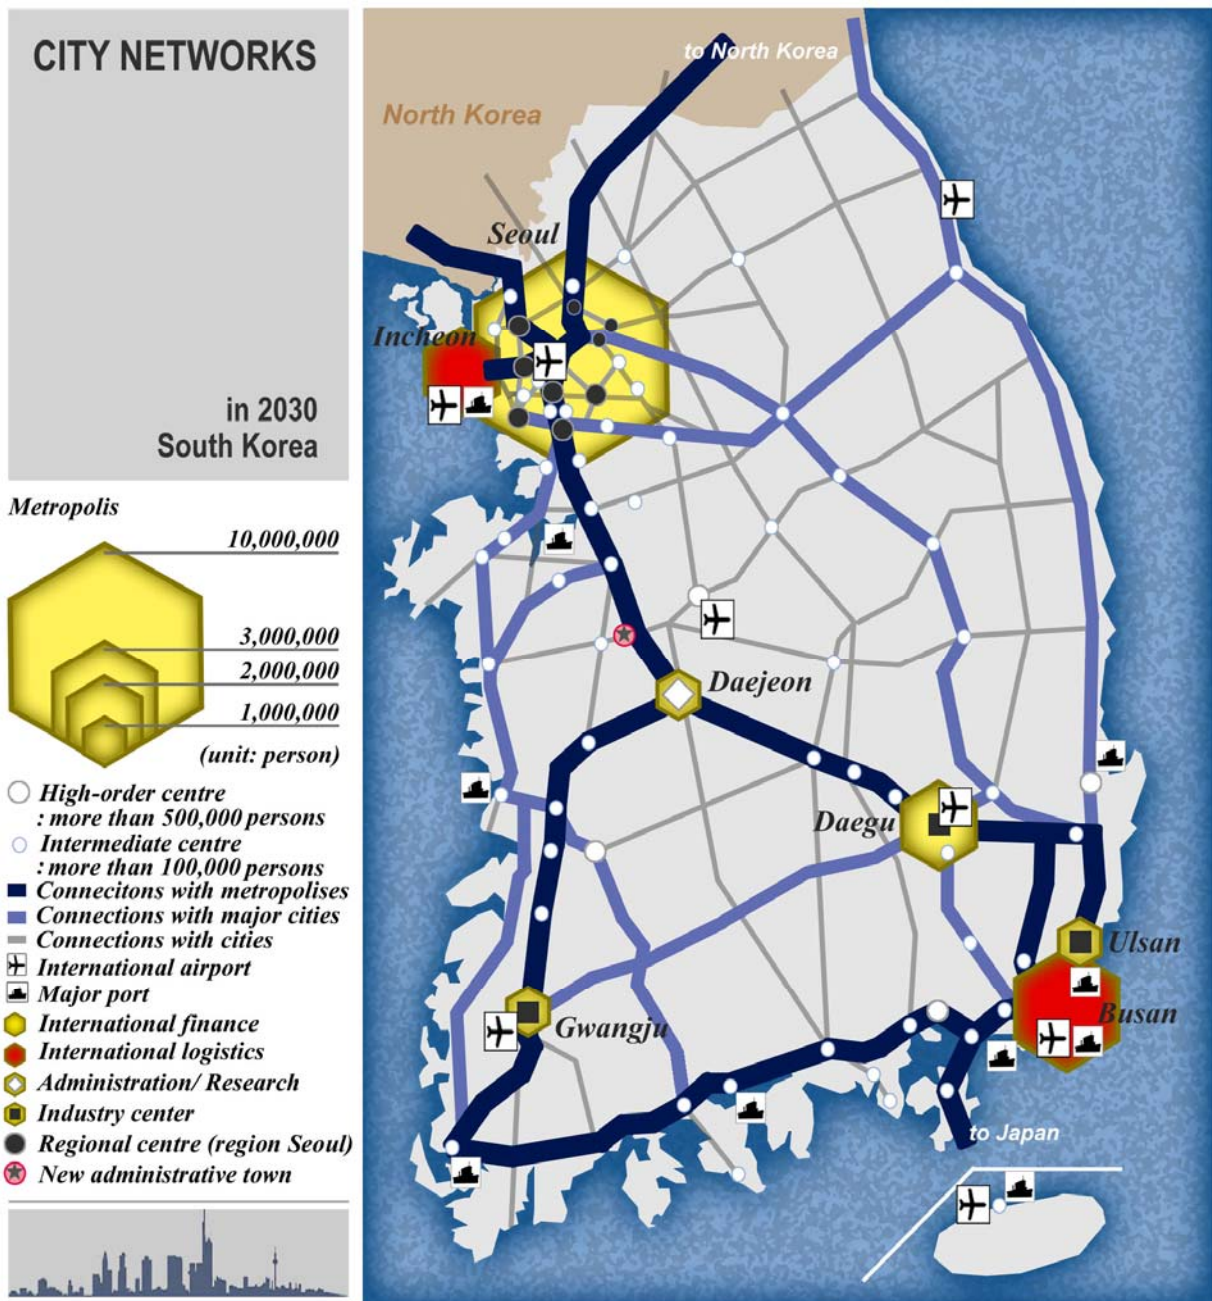 CITY NETWORKS
in 2030
South Korea
Metropolis
10,000,000
3,000,000
2,000,000
1,000,000
(unit: person)
High-order centre
: more than 500,000 persons
Intermediate centre
: more than 100,000 persons
Connecitons with metropolises
Connections with major cities
Connections with cities
International airport
Major port
International finance
International logistics
Administration/ Research
Industry center
Regional centre (region Seoul)
New administrative town
to North Korea
North Korea
Seoul
Incheon
Daejeon
Daegu
Ulsan
Busan
Gwangju
to Japan